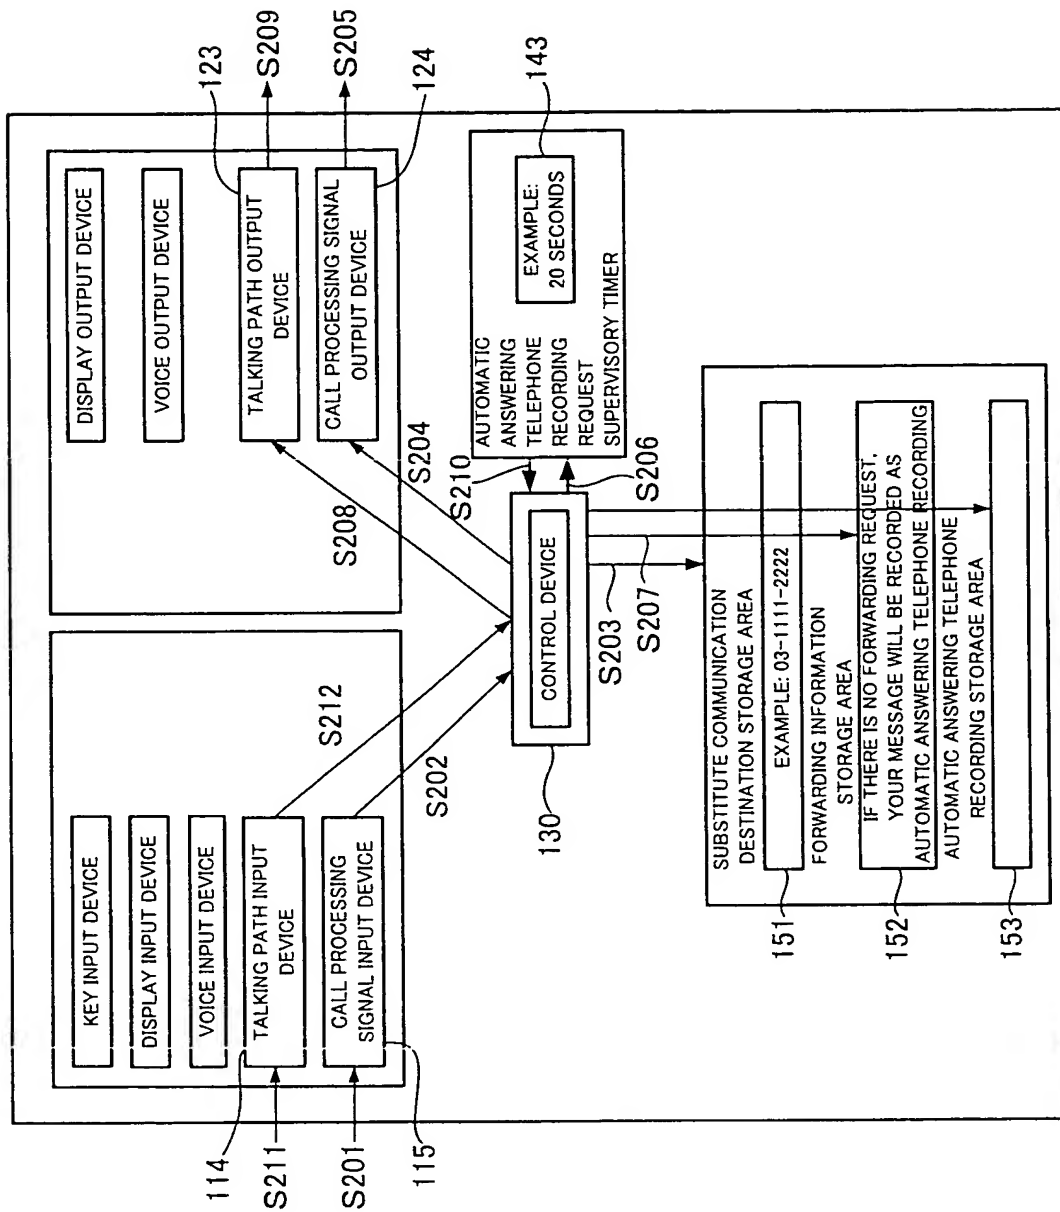 KEY INPUT DEVICE
DISPLAY INPUT DEVICE
VOICE INPUT DEVICE
TALKING PATH INPUT
DEVICE
CALL PROCESSING
SIGNAL INPUT DEVICE
114
S211
S201
115
S212
S202
DISPLAY OUTPUT DEVICE
VOICE OUTPUT DEVICE
TALKING PATH OUTPUT
DEVICE
CALL PROCESSING SIGNAL
OUTPUT DEVICE
123
S209
S205
124
S208
S204
CONTROL DEVICE
130
S210
S206
AUTOMATIC
ANSWERING
TELEPHONE
RECORDING
REQUEST
SUPERVISORY TIMER
EXAMPLE:
20 SECONDS
143
S203
S207
SUBSTITUTE COMMUNICATION
DESTINATION STORAGE AREA
EXAMPLE: 03-1111-2222
151
FORWARDING INFORMATION
STORAGE AREA
IF THERE IS NO FORWARDING REQUEST,
YOUR MESSAGE WILL BE RECORDED AS
AUTOMATIC ANSWERING TELEPHONE RECORDING
152
AUTOMATIC ANSWERING TELEPHONE
RECORDING STORAGE AREA
153